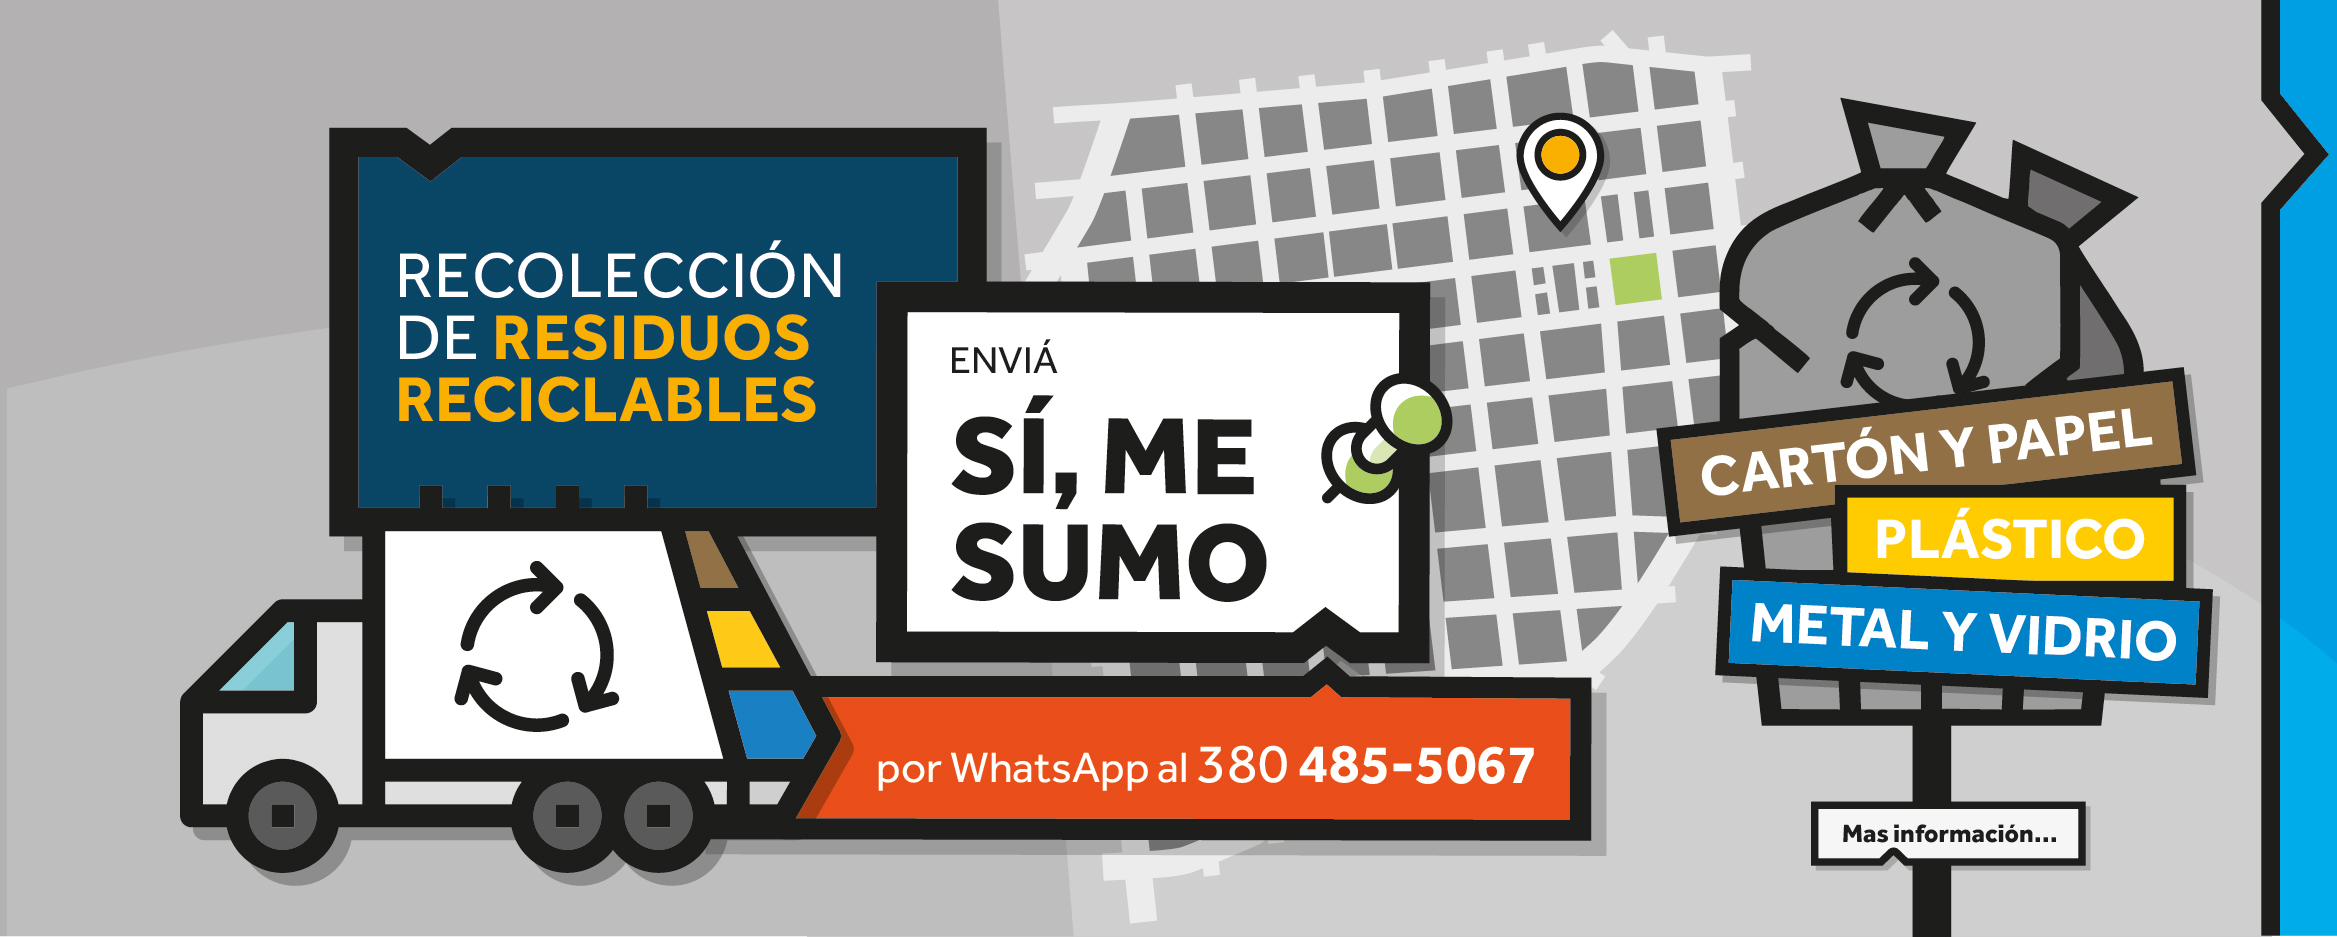 RECOLECCIÓN
DE RESIDUOS
RECICLABLES
ENVIÁ
SÍ, ME
SUMO
por WhatsApp al 380 485-5067
CARTÓN Y PAPEL
PLÁSTICO
METAL Y VIDRIO
Mas información...